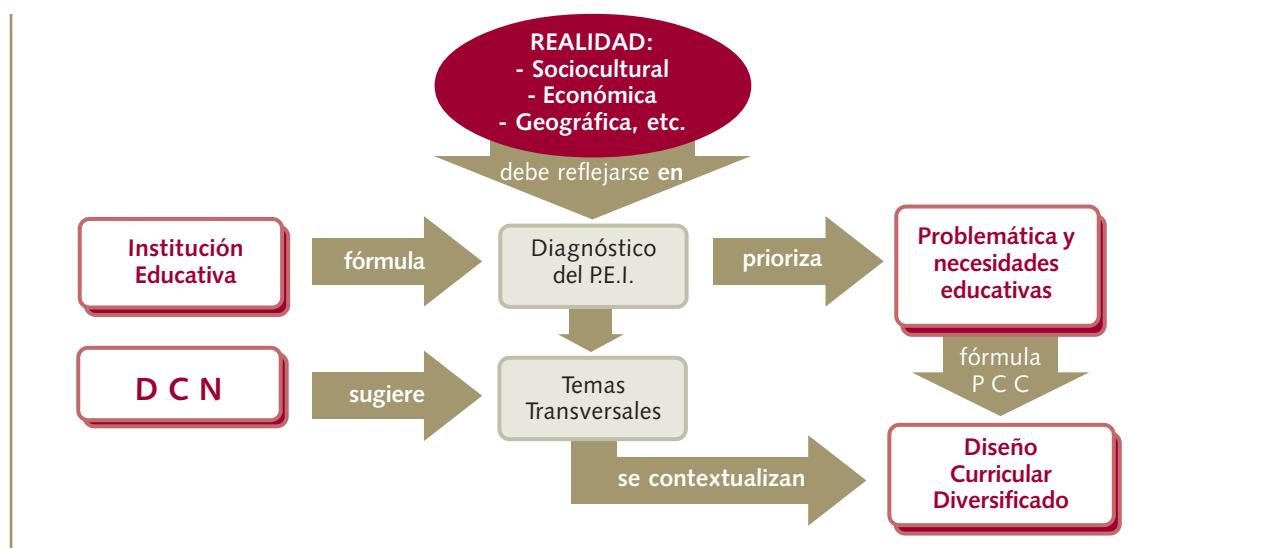 REALIDAD:
- Sociocultural
- Económica
- Geográfica, etc.
debe reflejarse en
Institución
Educativa
fórmula
Diagnóstico
del P.E.I.
prioriza
Problemática y
necesidades
educativas
D C N
sugiere
Temas
Transversales
fórmula
P C C
se contextualizan
Diseño
Curricular
Diversificado